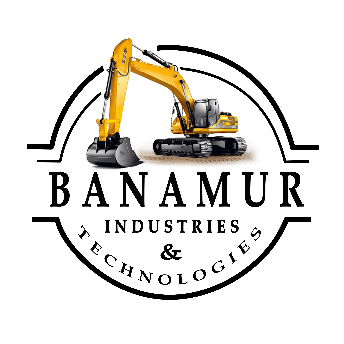 BANAMUR
INDUSTRIES
&
TECHNOLOGIES